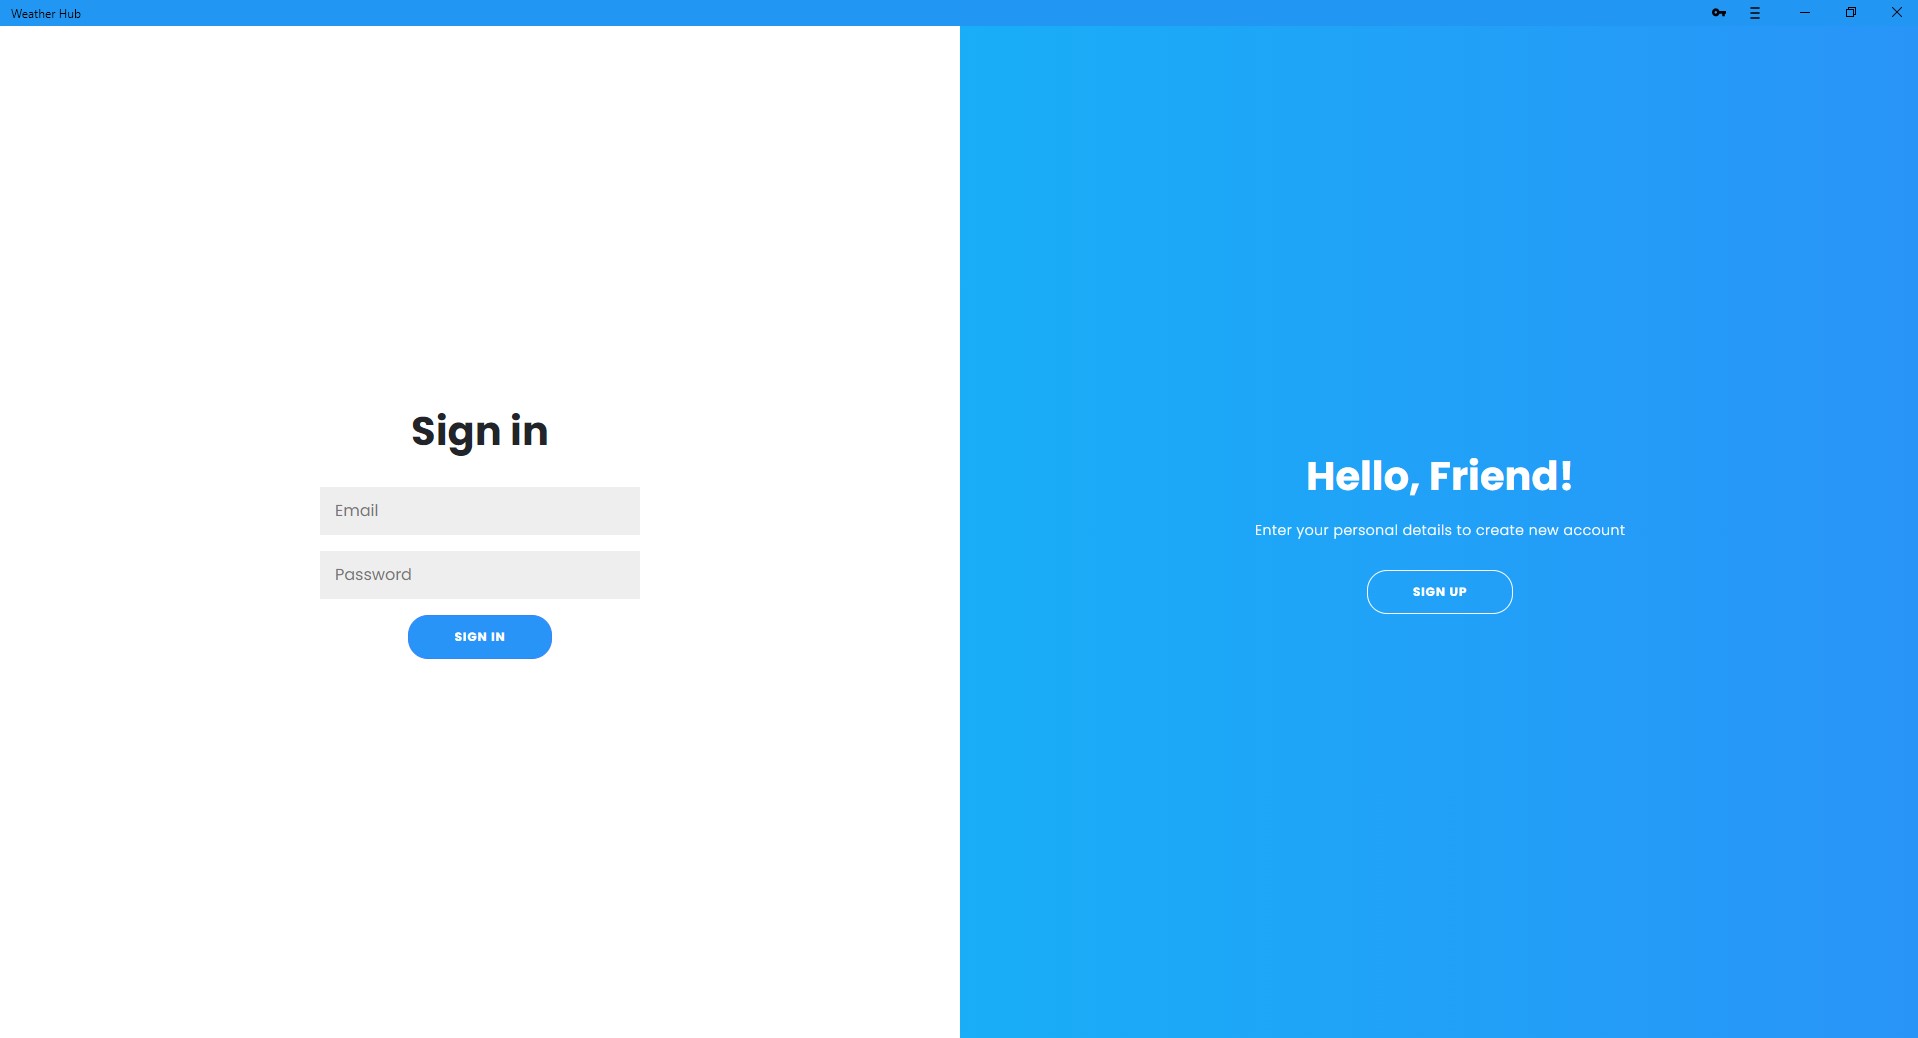 Weather Hub
Sign in
Email
Password
SIGN IN
Hello, Friend!
Enter your personal details to create new account
SIGN UP